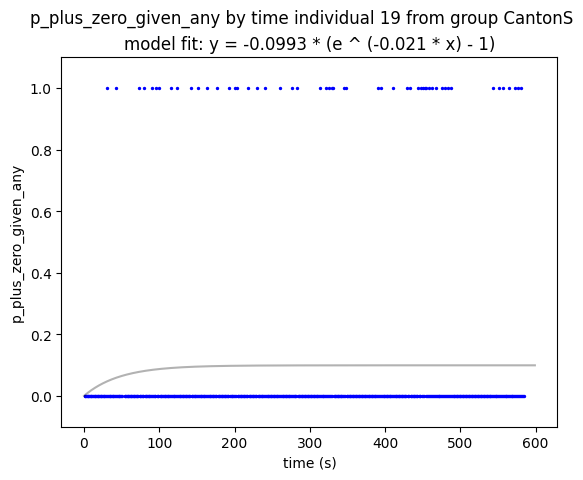 p_plus_zero_given_any by time individual 19 from group CantonS
model fit: y = -0.0993 * (e ^ (-0.021 * x) - 1)
p_plus_zero_given_any
1.0
0.8
0.6
0.4
0.2
0.0
0 100 200 300 400 500 600
time (s)